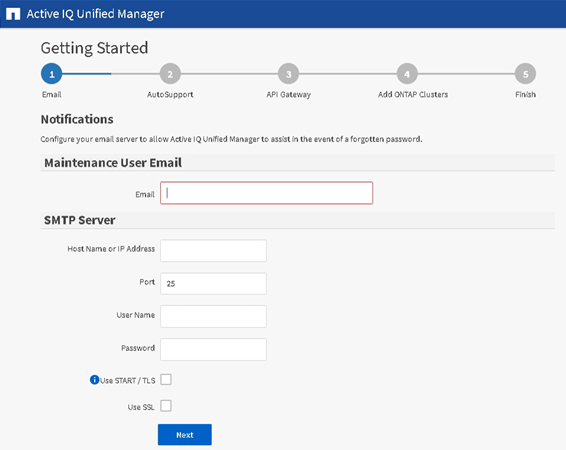 Active IQ Unified Manager
Getting Started
1 2 3 4 5
Email AutoSupport API Gateway Add ONTAP Clusters Finish
Notifications
Configure your email server to allow Active IQ Unified Manager to assist in the event of a forgotten password.
Maintenance User Email
Email
SMTP Server
Host Name or IP Address
Port 25
User Name
Password
Use START / TLS
Use SSL
Next